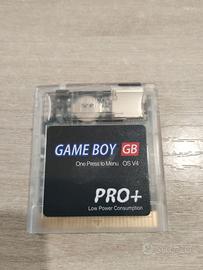 GAME BOY GB
One Press to Menu OS V4
PRO+
Low Power Consumption